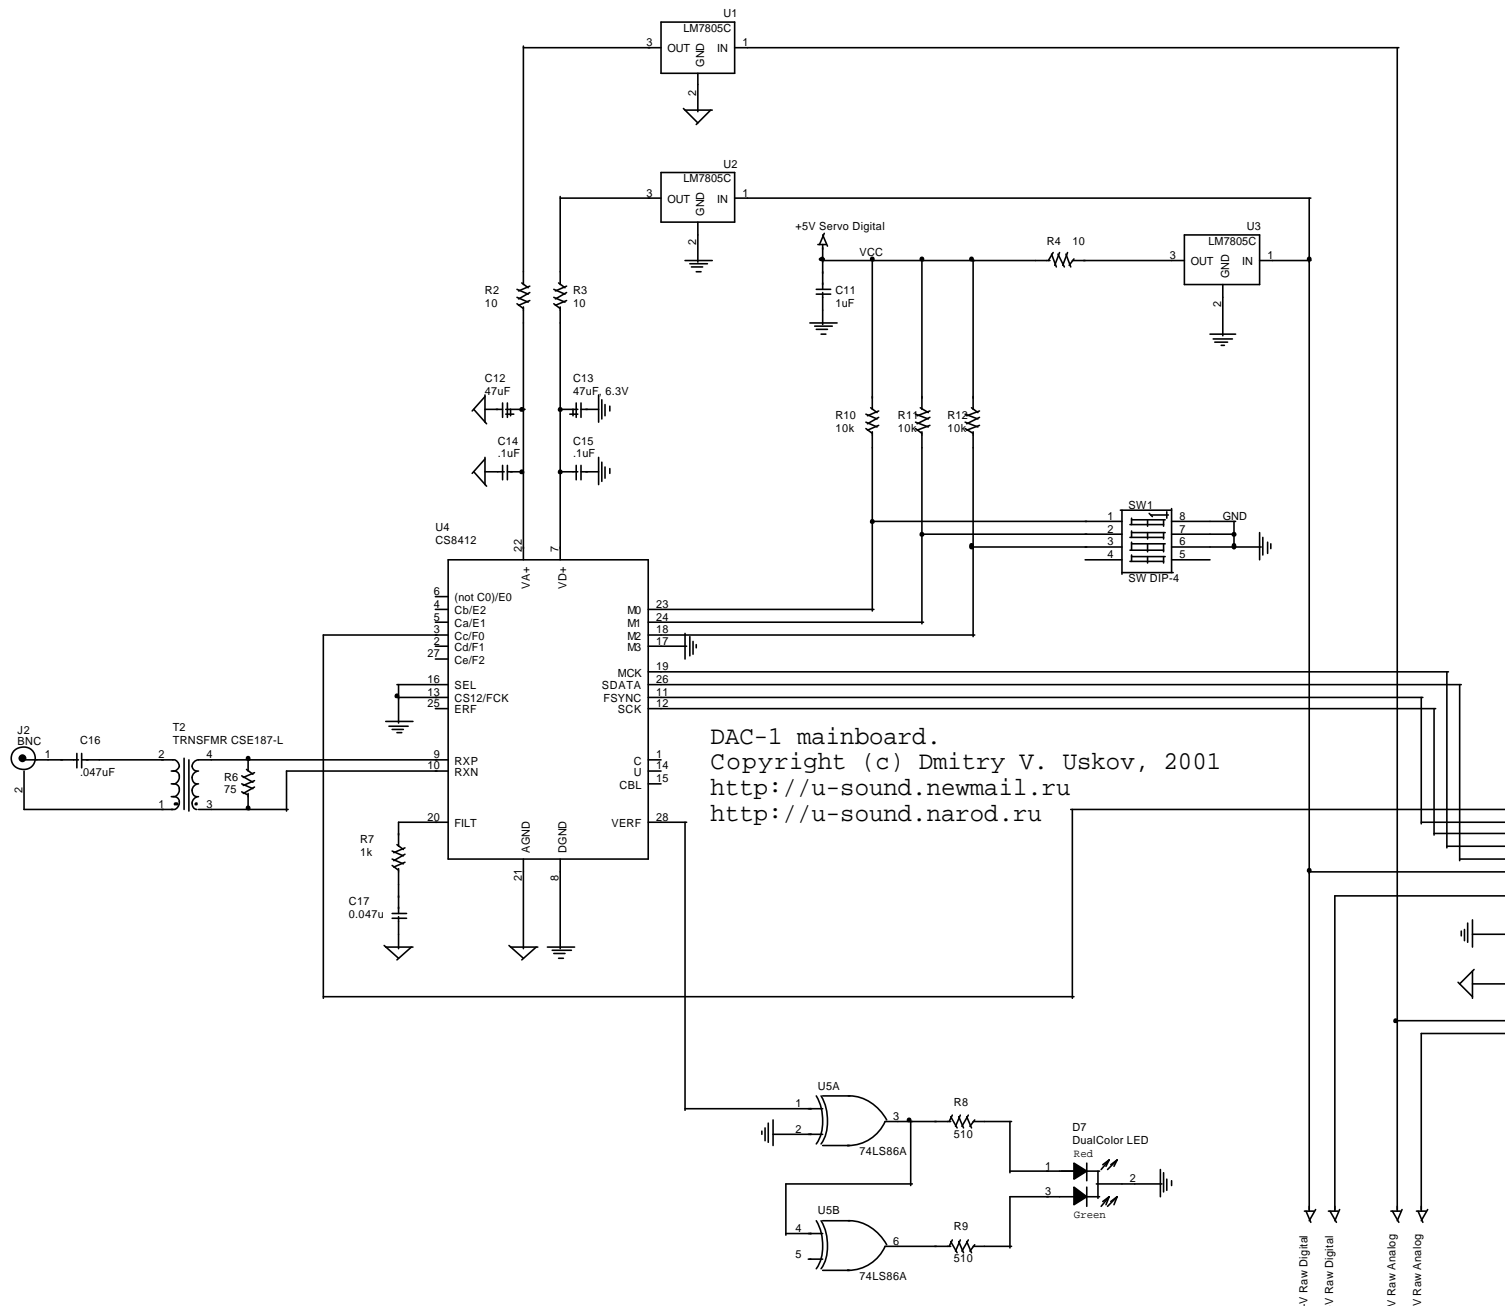 U1
LM7805C
3 OUT GND IN 1
2
U2
LM7805C
3 OUT GND IN 1
2
+5V Servo Digital
VCC
R4 10
U3
LM7805C
3 OUT GND IN 1
2
C11
1uF
R2
10
R3
10
C12
47uF
C13
47uF, 6.3V
C14
.1uF
C15
.1uF
R10
10k
R11
10k
R12
10k
SW1
1 8 GND
2 7
3 6
4 5
SW DIP-4
U4
CS8412
22 7
VA+ VD+
6 (not C0)/E0
4 Cb/E2
5 Ca/E1
3 Cc/F0
2 Cd/F1
27 Ce/F2
16 SEL
13 CS12/FCK
25 ERF
9 RXP
10 RXN
20 FILT
M0 23
M1 24
M2 18
M3 17
MCK 19
SDATA 26
FSYNC 11
SCK 12
C 1
U 14
CBL 15
VERF 28
AGND DGND
21 8
J2
BNC
1
2
C16
.047uF
T2
TRNSFMR CSE187-L
2 4
1 3
R6
75
R7
1k
C17
0.047u
DAC-1 mainboard.
Copyright (c) Dmitry V. Uskov, 2001
http://u-sound.newmail.ru
http://u-sound.narod.ru
U5A
1
2
3
74LS86A
R8
510
D7
DualColor LED
Red
1
2
3
Green
U5B
4
5
6
74LS86A
R9
510
-V Raw Digital
V Raw Digital
V Raw Analog
V Raw Analog